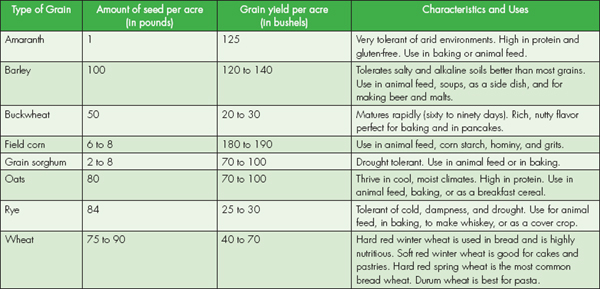 Type of Grain Amount of seed per acre (in pounds) Grain yield per acre (in bushels) Characteristics and Uses
Amaranth 1 125 Very tolerant of arid environments. High in protein and
gluten-free. Use in baking or animal feed.
Barley 100 120 to 140 Tolerates salty and alkaline soils better than most grains.
Use in animal feed, soups, as a side dish, and for
making beer and malts.
Buckwheat 50 20 to 30 Matures rapidly (sixty to ninety days). Rich, nutty flavor
perfect for baking and in pancakes.
Field corn 6 to 8 180 to 190 Use in animal feed, corn starch, hominy, and grits.
Grain sorghum 2 to 8 70 to 100 Drought tolerant. Use in animal feed or in baking.
Oats 80 70 to 100 Thrive in cool, moist climates. High in protein. Use in
animal feed, baking, or as a breakfast cereal.
Rye 84 25 to 30 Tolerant of cold, dampness, and drought. Use for animal
feed, in baking, to make whiskey, or as a cover crop.
Wheat 75 to 90 40 to 70 Hard red winter wheat is used in bread and is highly
nutritious. Soft red winter wheat is good for cakes and
pastries. Hard red spring wheat is the most common
bread wheat. Durum wheat is best for pasta.